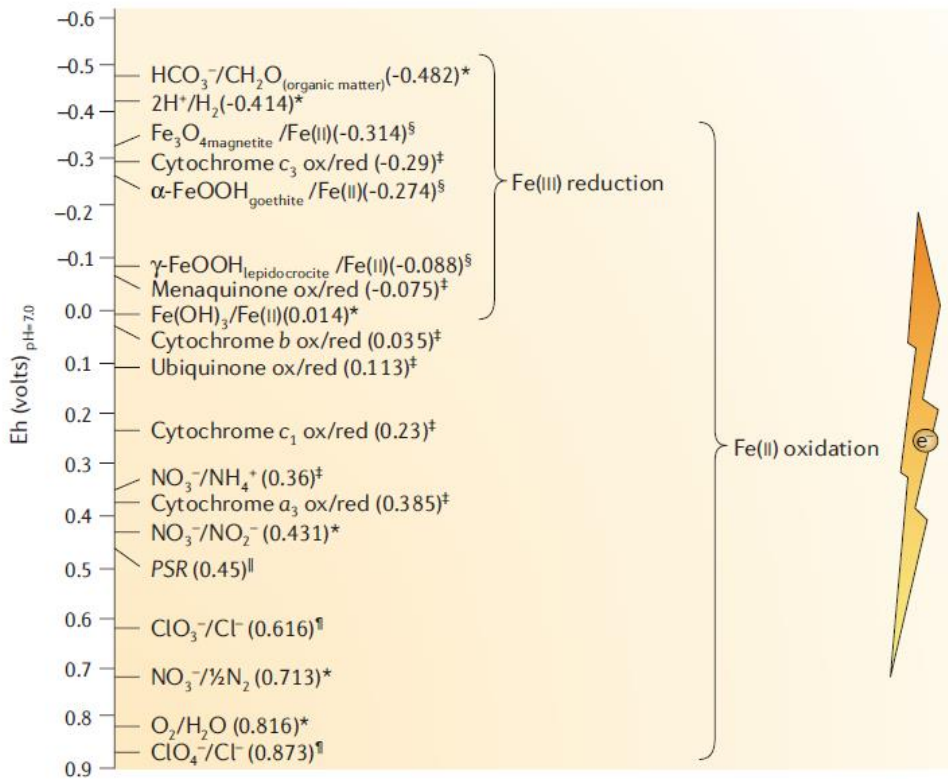 −0.6
−0.5
HCO₃⁻/CH₂O(organic matter)(-0.482)*
2H⁺/H₂(-0.414)*
−0.4
Fe₃O₄magnetite /Fe(II)(-0.314)§
−0.3
Cytochrome c₃ ox/red (-0.29)‡
α-FeOOHgoethite /Fe(II)(-0.274)§
Fe(III) reduction
−0.2
−0.1
γ-FeOOHlepidocrocite /Fe(II)(-0.088)§
Menaquinone ox/red (-0.075)‡
0.0
Fe(OH)₃/Fe(II)(0.014)*
Cytochrome b ox/red (0.035)‡
0.1
Ubiquinone ox/red (0.113)‡
Eh (volts) pH=7.0
0.2
Cytochrome c₁ ox/red (0.23)‡
Fe(II) oxidation
e⁻
0.3
NO₃⁻/NH₄⁺ (0.36)‡
Cytochrome a₃ ox/red (0.385)‡
0.4
NO₃⁻/NO₂⁻ (0.431)*
0.5
PSR (0.45)||
0.6
ClO₃⁻/Cl⁻ (0.616)¶
0.7
NO₃⁻/½N₂ (0.713)*
0.8
O₂/H₂O (0.816)*
ClO₄⁻/Cl⁻ (0.873)¶
0.9